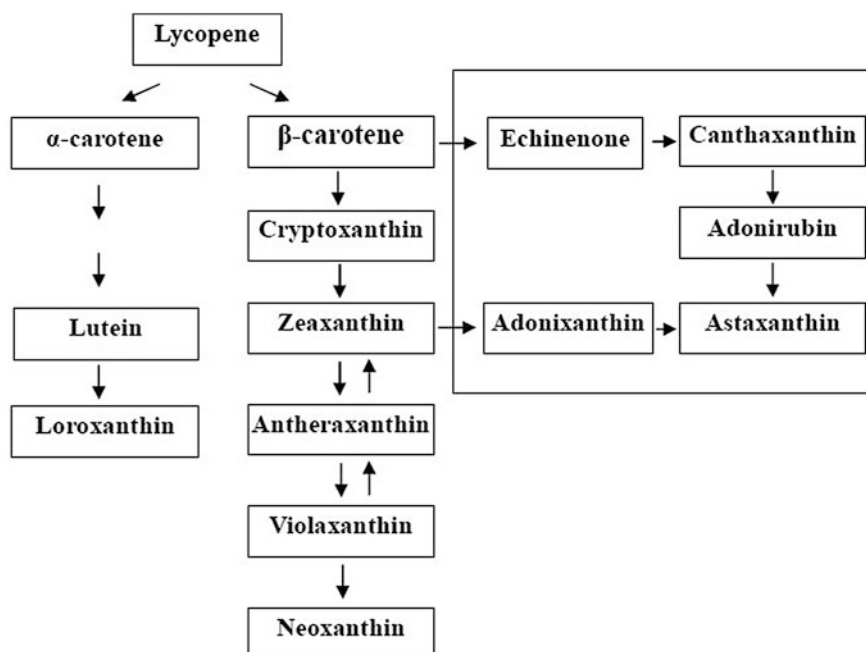 Lycopene
α-carotene
β-carotene
Echinenone
Canthaxanthin
Cryptoxanthin
Adonirubin
Lutein
Zeaxanthin
Adonixanthin
Astaxanthin
Loroxanthin
Antheraxanthin
Violaxanthin
Neoxanthin